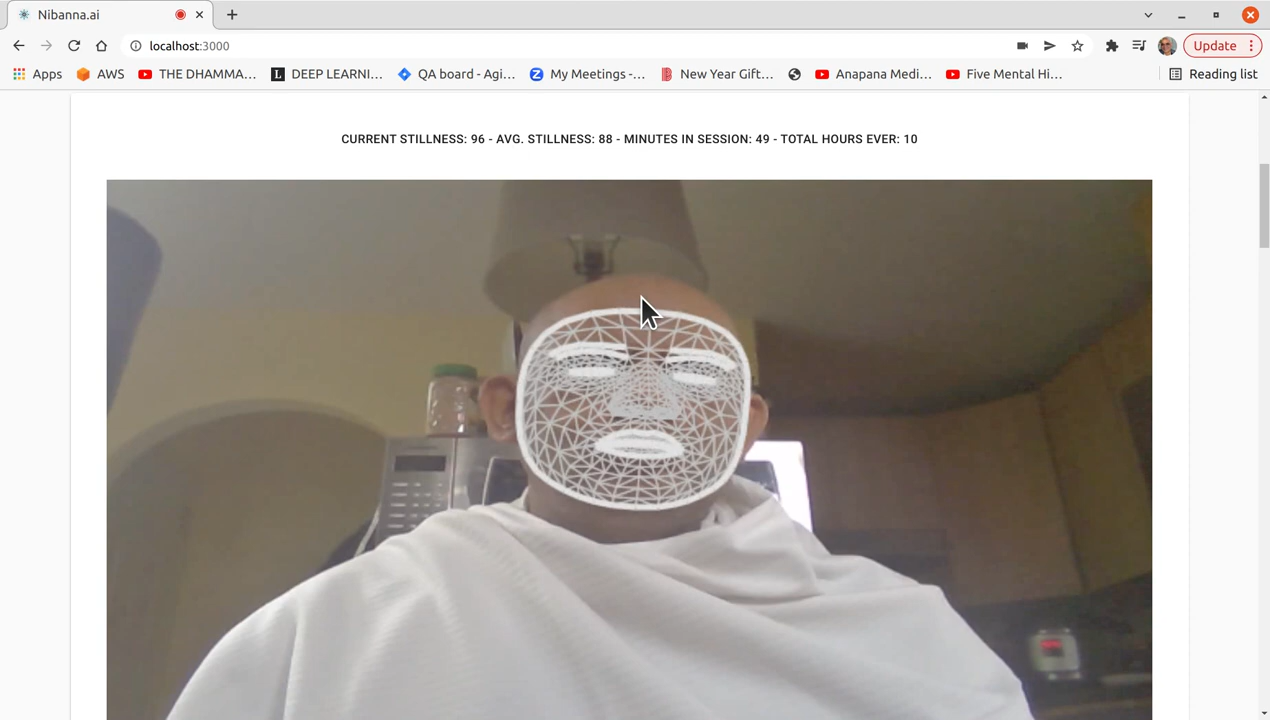 Nibanna.ai
localhost:3000
Update
Apps
AWS
THE DHAMMA...
DEEP LEARNI...
QA board - Agi...
My Meetings -...
New Year Gift...
Anapana Medi...
Five Mental Hi...
Reading list
CURRENT STILLNESS: 96 - AVG. STILLNESS: 88 - MINUTES IN SESSION: 49 - TOTAL HOURS EVER: 10